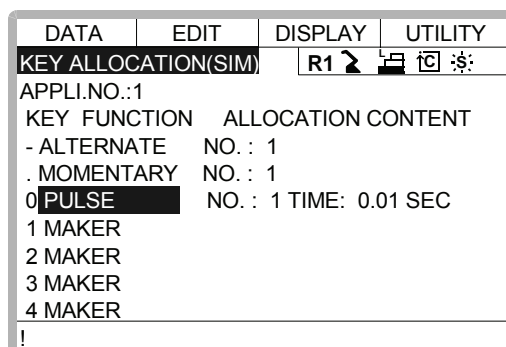 DATA EDIT DISPLAY UTILITY
KEY ALLOCATION(SIM) R1 C S
APPLI.NO.:1
KEY FUNCTION ALLOCATION CONTENT
- ALTERNATE NO. : 1
. MOMENTARY NO. : 1
0 PULSE NO. : 1 TIME: 0.01 SEC
1 MAKER
2 MAKER
3 MAKER
4 MAKER
!